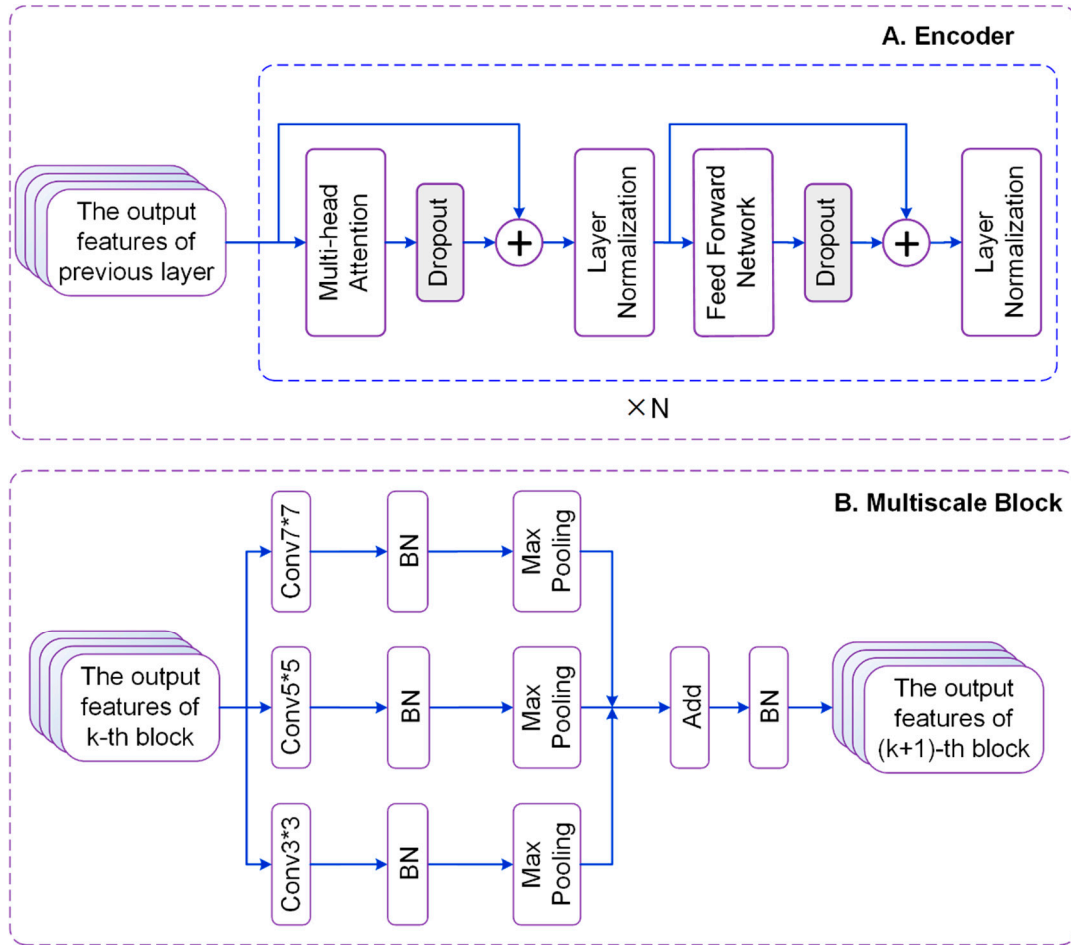 A. Encoder
The output
features of
previous layer
Multi-head
Attention
Dropout
+
Layer
Normalization
Feed Forward
Network
Dropout
+
Layer
Normalization
×N
B. Multiscale Block
The output
features of
k-th block
Conv7*7
BN
Max
Pooling
Conv5*5
BN
Max
Pooling
Conv3*3
BN
Max
Pooling
Add
BN
The output
features of
(k+1)-th block